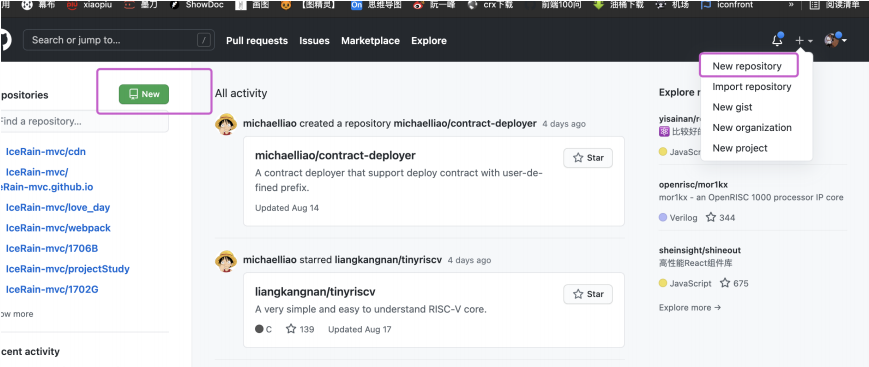 幕布 xiaopiu 墨刀 ShowDoc 画图 【图精灵】 On 思维导图 阮一峰 crx下载 前端100问 油桶下载 机场 iconfront » 阅读清单
Search or jump to... / Pull requests Issues Marketplace Explore
New repository
Import repository
New gist
New organization
New project
positories New
Find a repository...
IceRain-mvc/cdn
IceRain-mvc/
eRain-mvc.github.io
IceRain-mvc/love_day
IceRain-mvc/webpack
IceRain-mvc/1706B
IceRain-mvc/projectStudy
IceRain-mvc/1702G
ow more
cent activity
All activity
michaelliao created a repository michaelliao/contract-deployer 4 days ago
michaelliao/contract-deployer Star
A contract deployer that support deploy contract with user-de-
fined prefix.
Updated Aug 14
michaelliao starred liangkangnan/tinyriscv 4 days ago
liangkangnan/tinyriscv Star
A very simple and easy to understand RISC-V core.
C 139 Updated Aug 17
Explore r
yisainan/
比较好的
JavaScr
openrisc/mor1kx
mor1kx - an OpenRISC 1000 processor IP core
Verilog 344
sheinsight/shineout
高性能React组件库
JavaScript 675
Explore more →